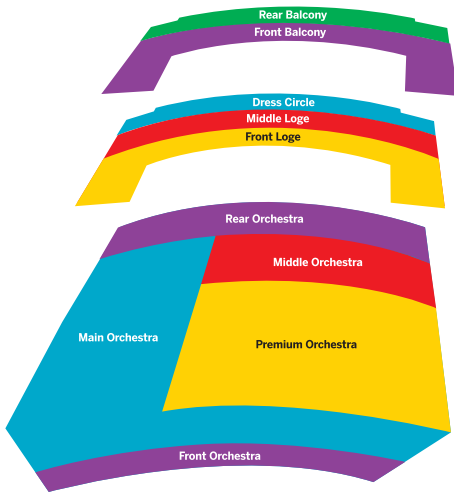 Rear Balcony
Front Balcony
Dress Circle
Middle Loge
Front Loge
Rear Orchestra
Middle Orchestra
Main Orchestra
Premium Orchestra
Front Orchestra